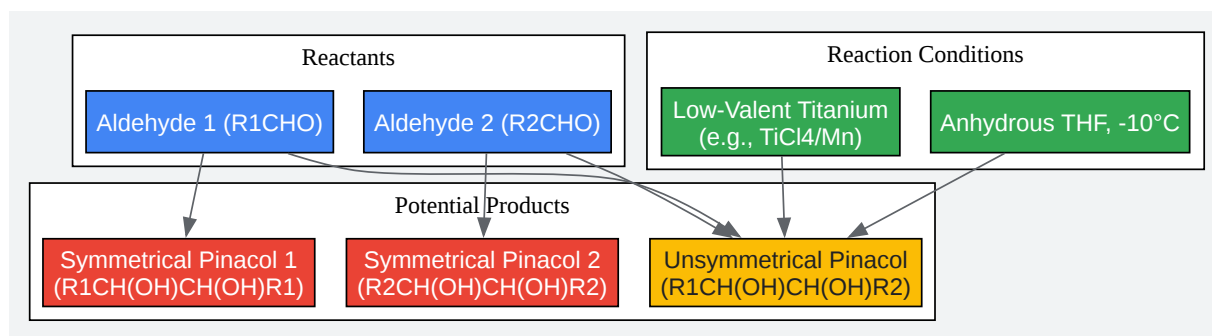 Reactants
Reaction Conditions
Aldehyde 1 (R1CHO)
Aldehyde 2 (R2CHO)
Low-Valent Titanium
(e.g., TiCl4/Mn)
Anhydrous THF, -10°C
Potential Products
Symmetrical Pinacol 1
(R1CH(OH)CH(OH)R1)
Symmetrical Pinacol 2
(R2CH(OH)CH(OH)R2)
Unsymmetrical Pinacol
(R1CH(OH)CH(OH)R2)